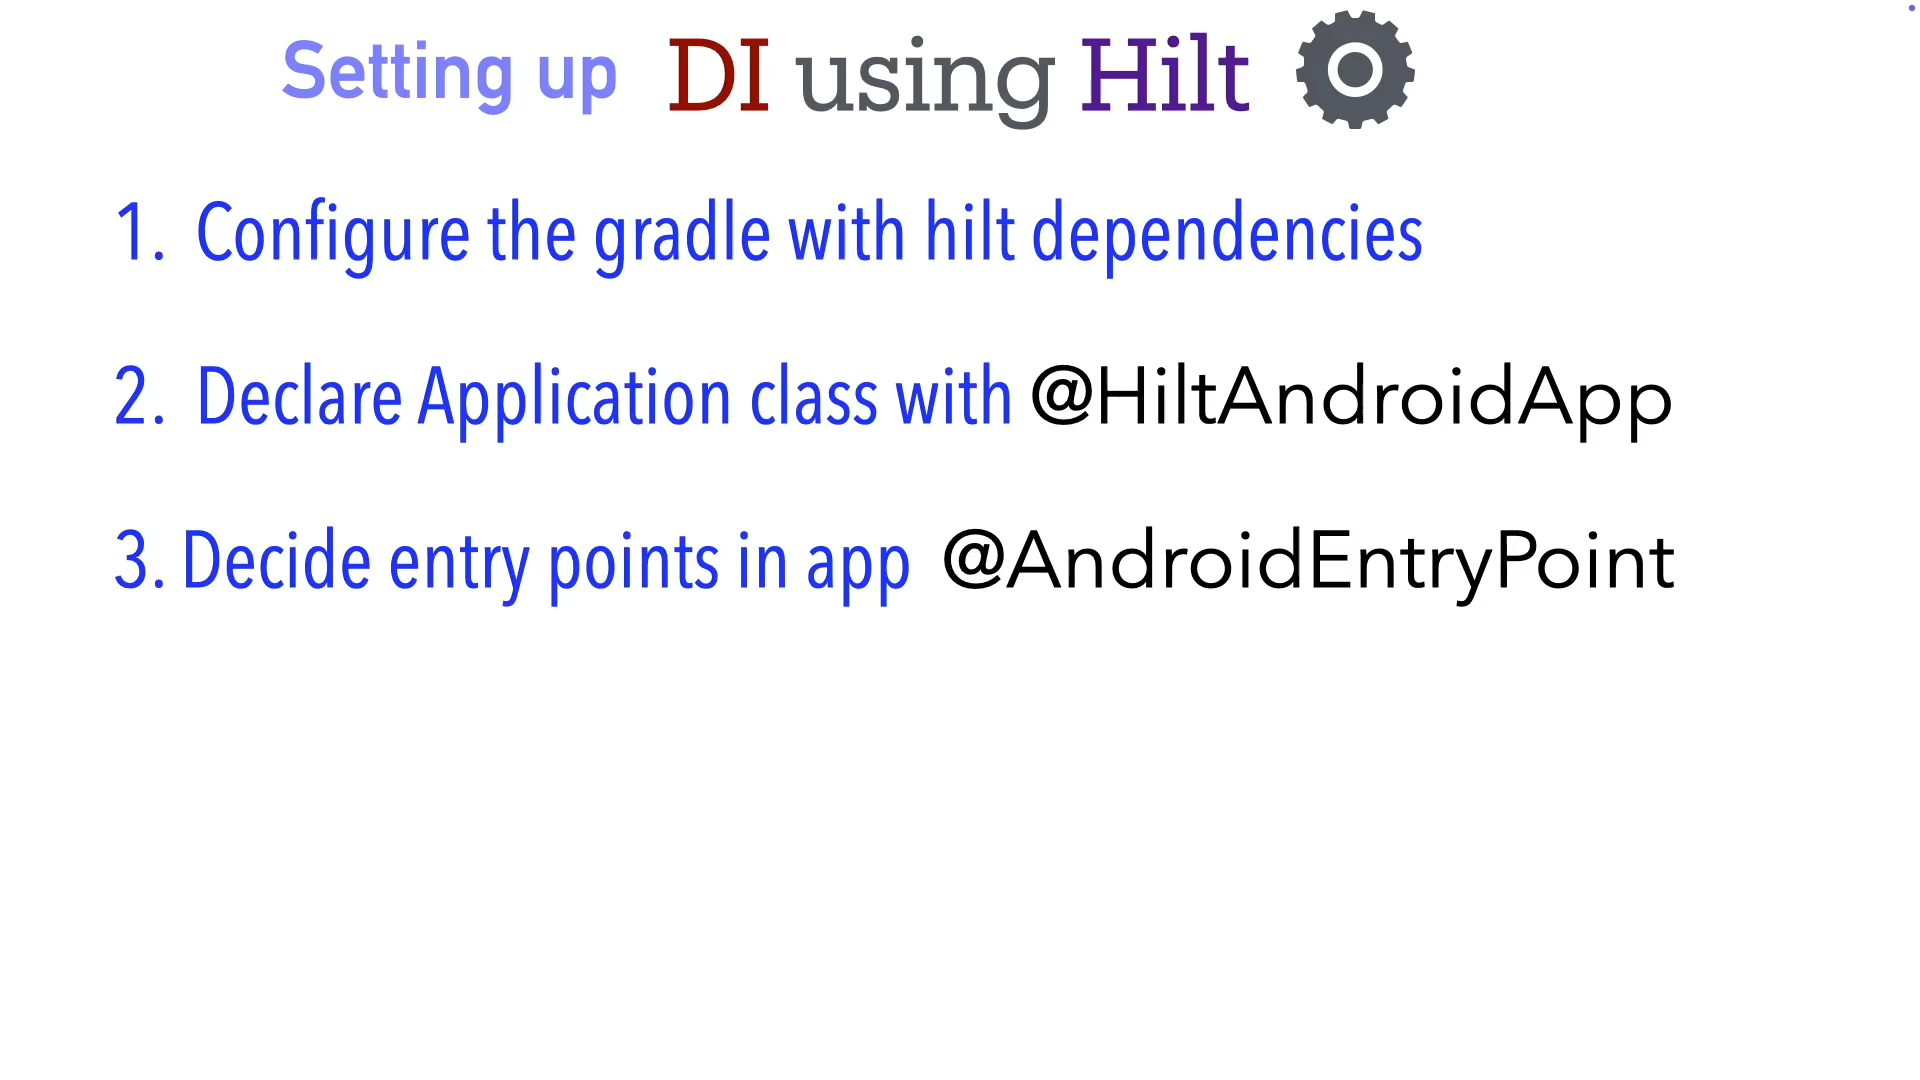 Setting up DI using Hilt
1. Configure the gradle with hilt dependencies
2. Declare Application class with @HiltAndroidApp
3. Decide entry points in app @AndroidEntryPoint